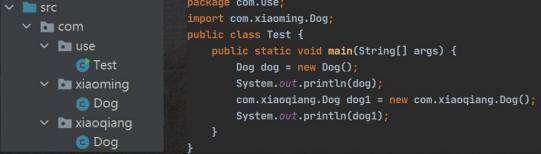 src
com
use
Test
xiaoming
Dog
xiaoqiang
Dog
package com.use;
import com.xiaoming.Dog;
public class Test {
public static void main(String[] args) {
Dog dog = new Dog();
System.out.println(dog);
com.xiaoqiang.Dog dog1 = new com.xiaoqiang.Dog();
System.out.println(dog1);
}
}